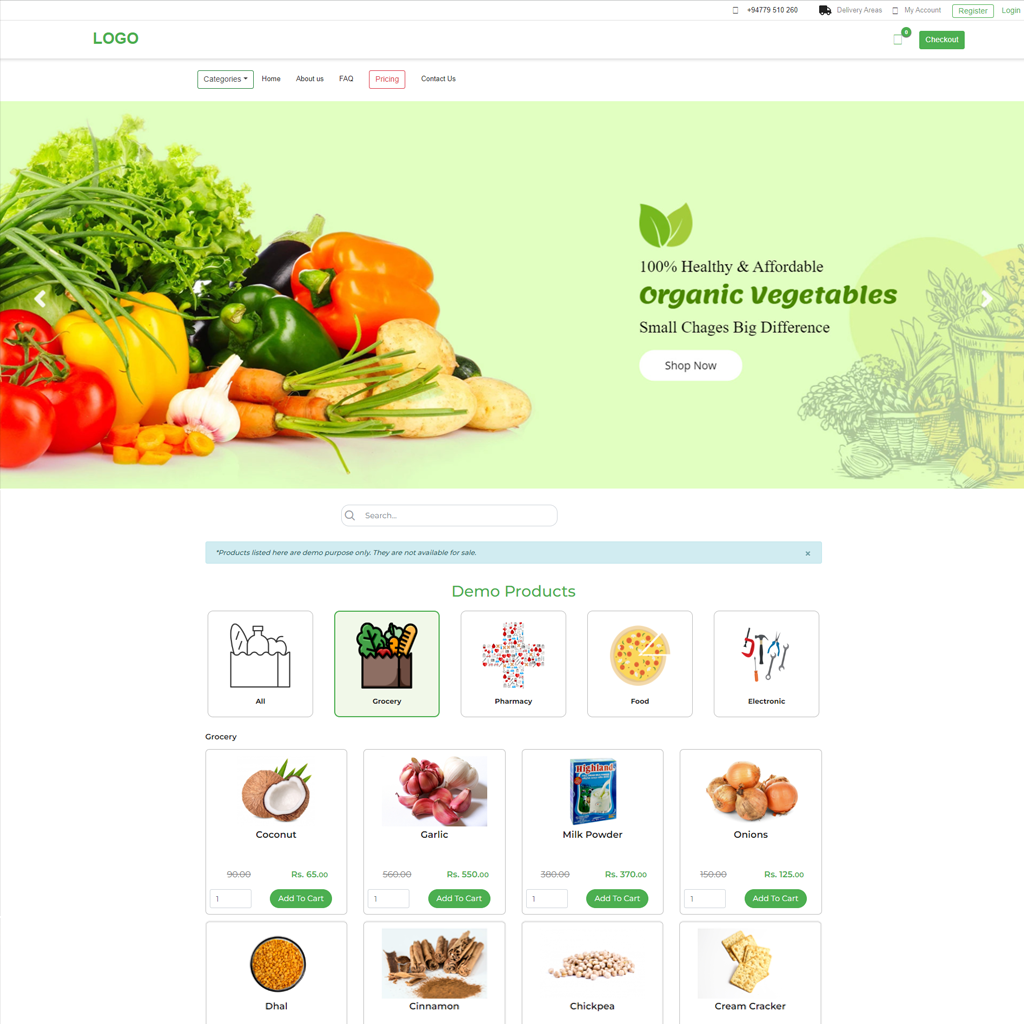 +94779 510 260 Delivery Areas My Account Register Login
LOGO 0 Checkout
Categories Home About us FAQ Pricing Contact Us
100% Healthy & Affordable
Organic Vegetables
Small Chages Big Difference
Shop Now
Search...
*Products listed here are demo purpose only. They are not available for sale. ×
Demo Products
All Grocery Pharmacy Food Electronic
Grocery
Highland
Coconut Garlic Milk Powder Onions
90.00 Rs. 65.00 560.00 Rs. 550.00 380.00 Rs. 370.00 150.00 Rs. 125.00
1 Add To Cart 1 Add To Cart 1 Add To Cart 1 Add To Cart
Dhal Cinnamon Chickpea Cream Cracker